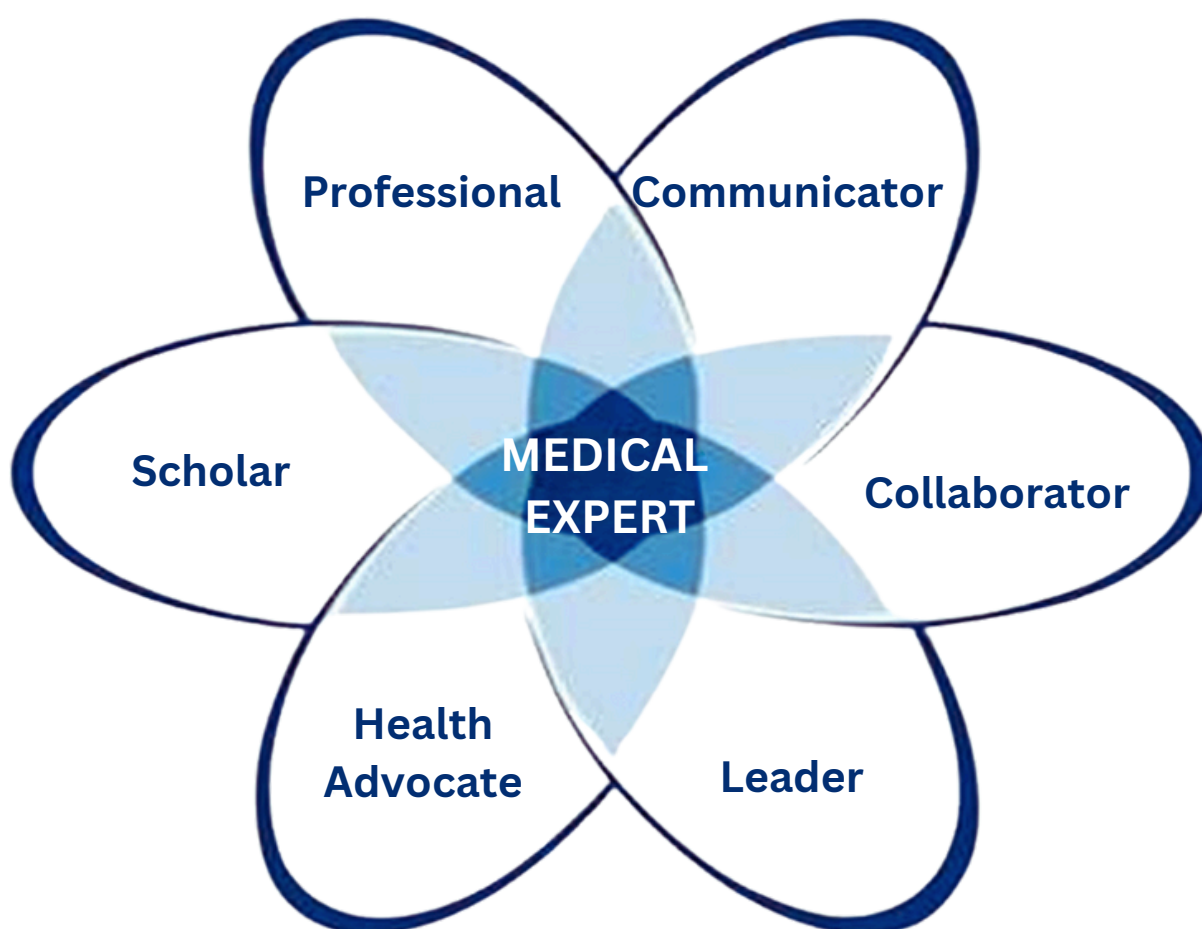 Professional
Communicator
MEDICAL
EXPERT
Scholar
Collaborator
Health
Advocate
Leader